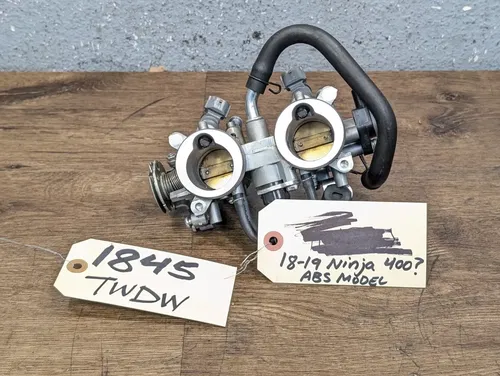 1845
TWDW
18-19 Ninja 400?
ABS MODEL